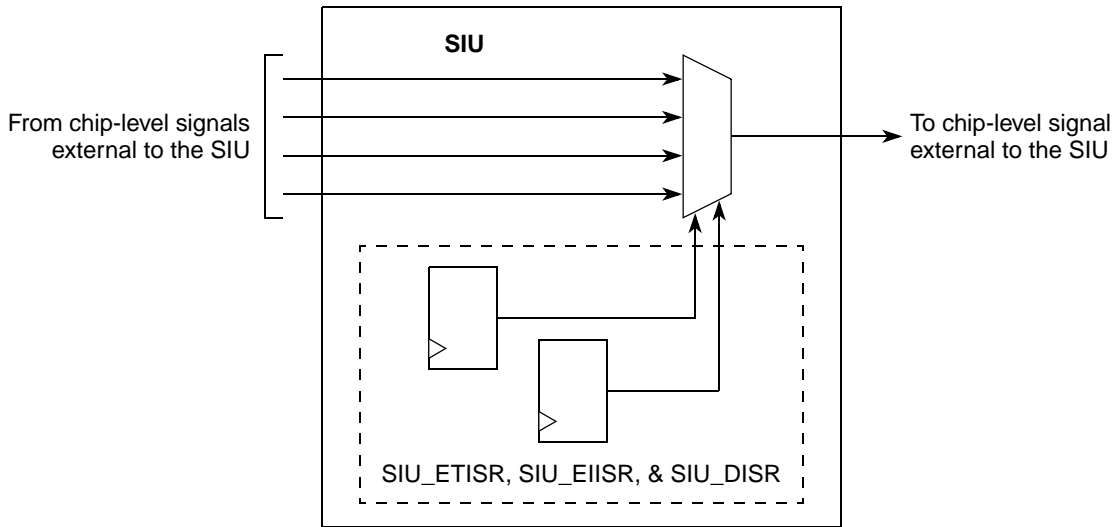 SIU
From chip-level signals
external to the SIU
To chip-level signal
external to the SIU
SIU_ETISR, SIU_EIISR, & SIU_DISR